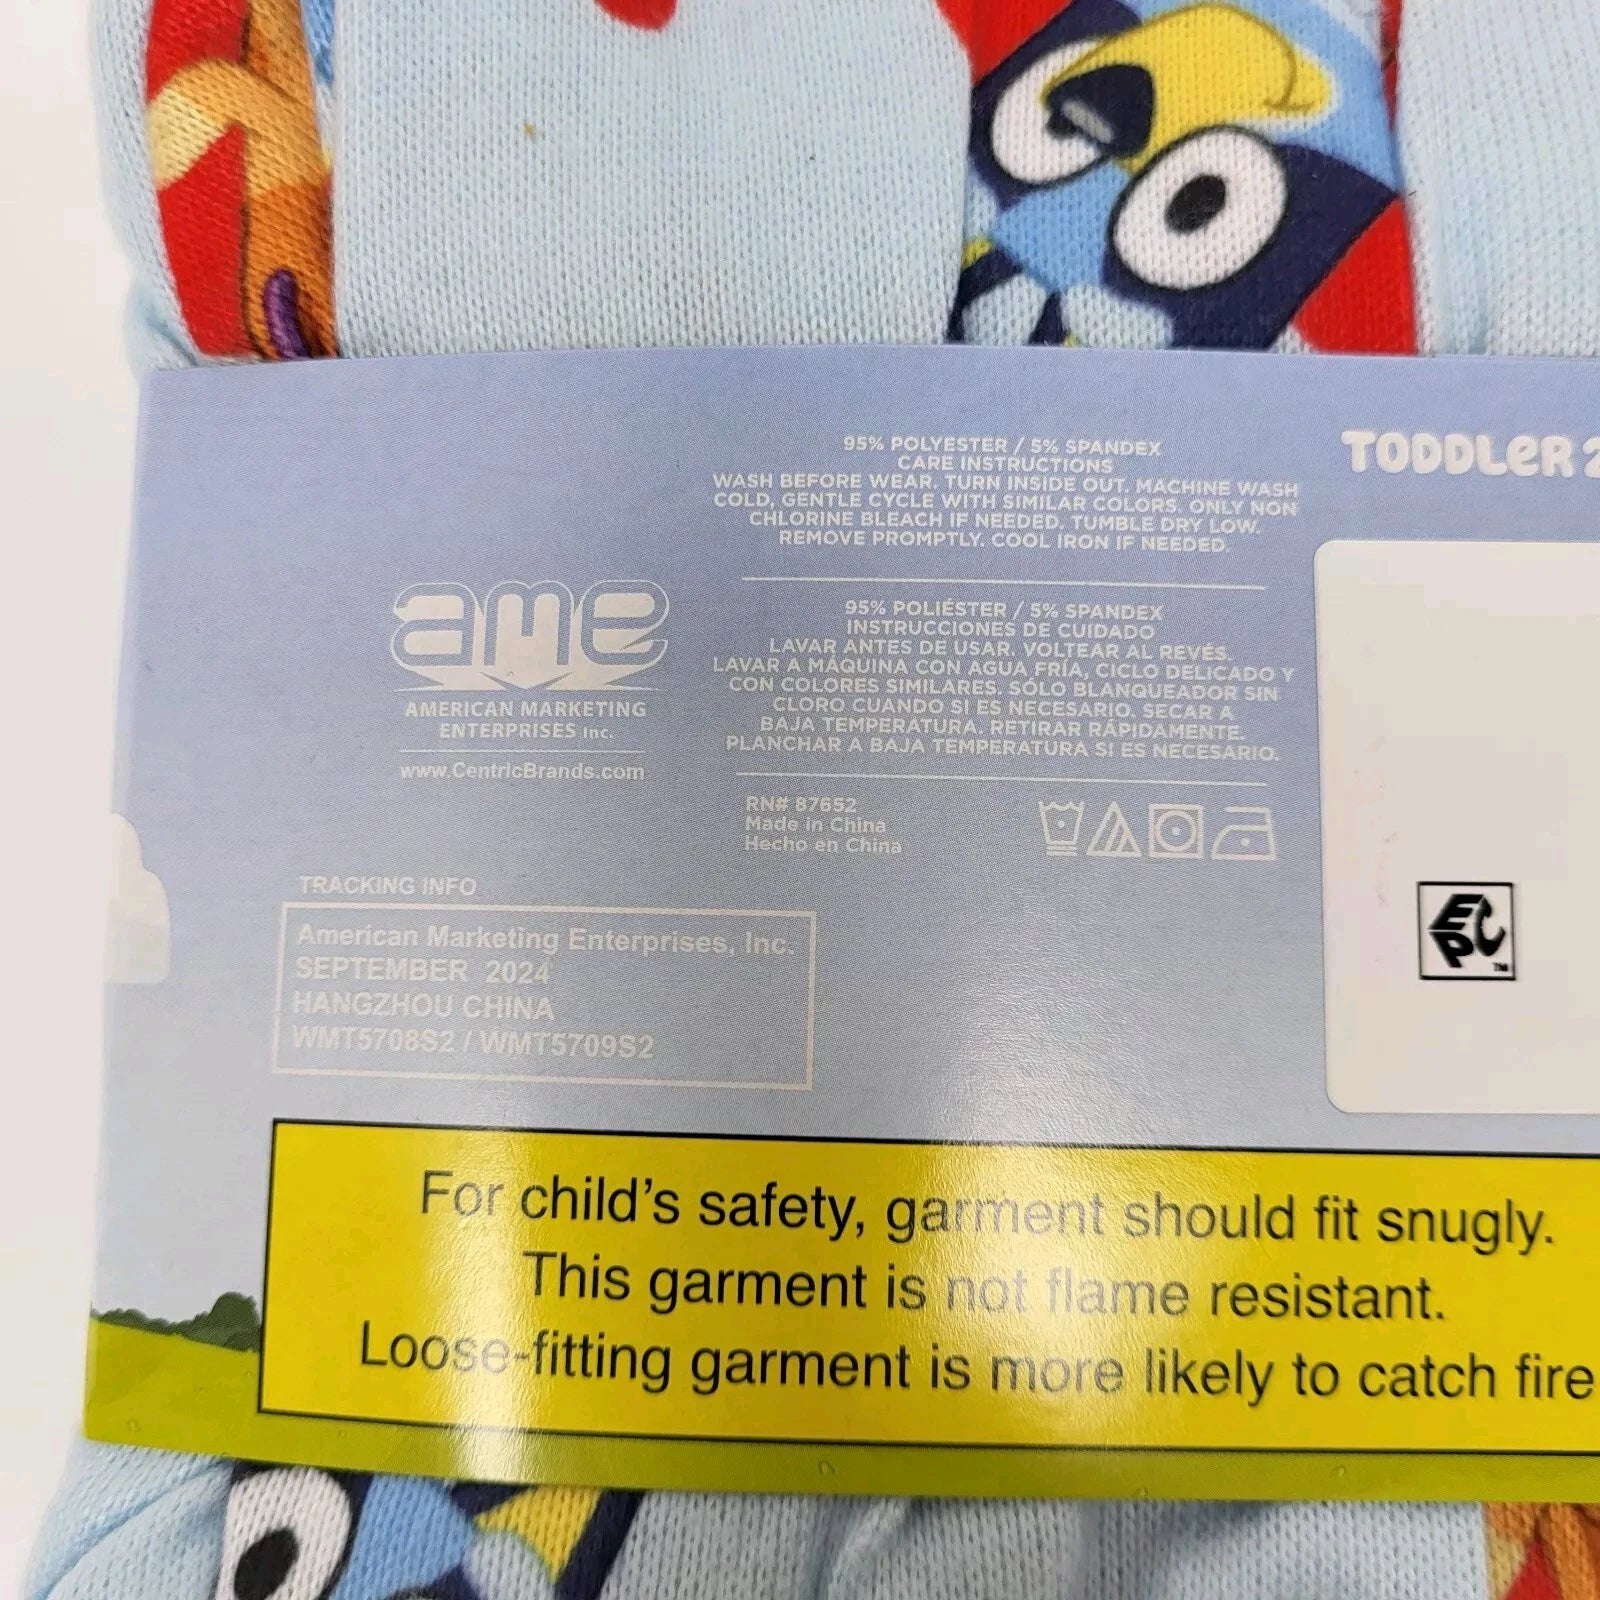 95% POLYESTER / 5% SPANDEX
CARE INSTRUCTIONS
WASH BEFORE WEAR. TURN INSIDE OUT. MACHINE WASH
COLD, GENTLE CYCLE WITH SIMILAR COLORS. ONLY NON
CHLORINE BLEACH IF NEEDED. TUMBLE DRY LOW.
REMOVE PROMPTLY. COOL IRON IF NEEDED.
TODDLER 2
95% POLIÉSTER / 5% SPANDEX
INSTRUCCIONES DE CUIDADO
LAVAR ANTES DE USAR. VOLTEAR AL REVÉS.
LAVAR A MÁQUINA CON AGUA FRÍA, CICLO DELICADO Y
CON COLORES SIMILARES. SÓLO BLANQUEADOR SIN
CLORO CUANDO SI ES NECESARIO. SECAR A
BAJA TEMPERATURA. RETIRAR RÁPIDAMENTE.
PLANCHAR A BAJA TEMPERATURA SI ES NECESARIO.
ame
AMERICAN MARKETING
ENTERPRISES Inc.
www.CentricBrands.com
RN# 87652
Made in China
Hecho en China
EPC
TM
TRACKING INFO
American Marketing Enterprises, Inc.
SEPTEMBER 2024
HANGZHOU CHINA
WMT5708S2 / WMT5709S2
For child's safety, garment should fit snugly.
This garment is not flame resistant.
Loose-fitting garment is more likely to catch fire